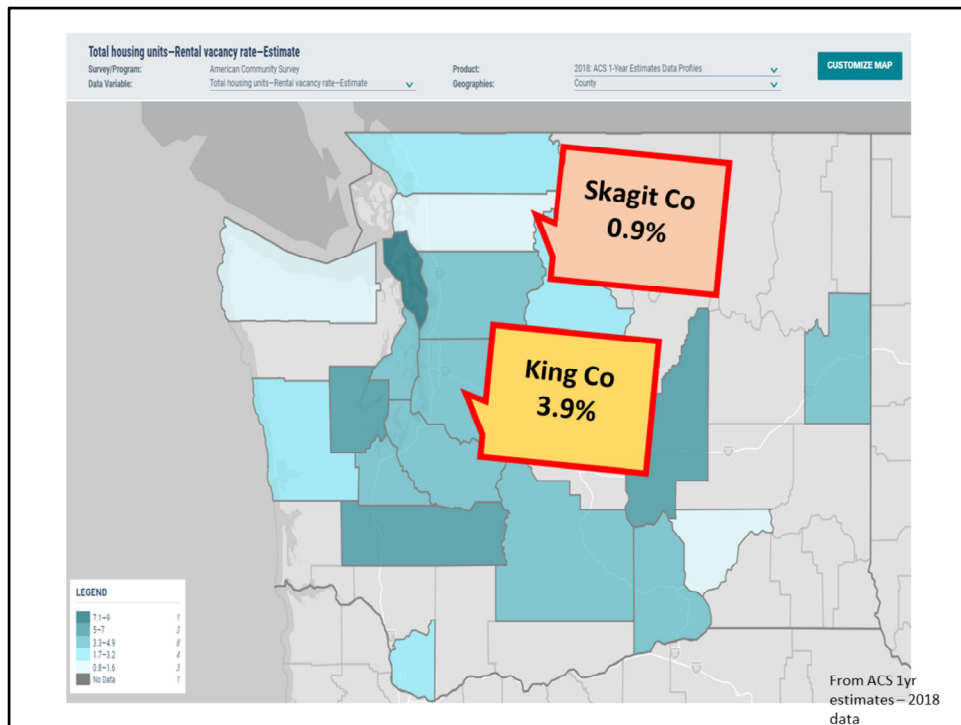 Total housing units–Rental vacancy rate–Estimate
Survey/Program: American Community Survey Product: 2018: ACS 1-Year Estimates Data Profiles
Data Variable: Total housing units–Rental vacancy rate–Estimate Geographies: County
CUSTOMIZE MAP
Skagit Co
0.9%
King Co
3.9%
LEGEND
7.1–9 1
5–7 3
3.3–4.9 8
1.7–3.2 4
0.8–1.6 3
No Data 1
From ACS 1yr
estimates – 2018
data